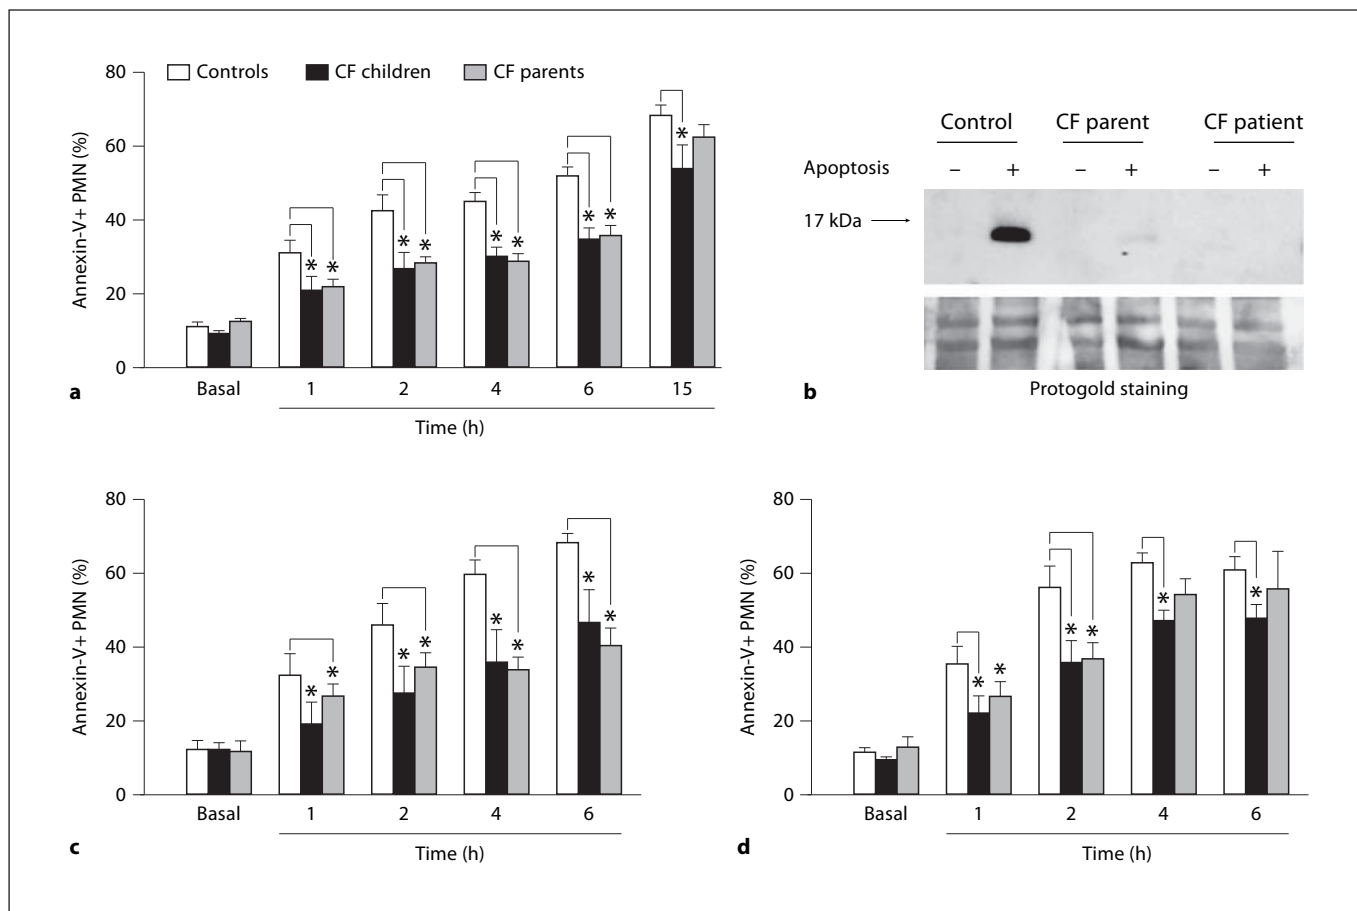 Controls CF children CF parents
Annexin-V+ PMN (%)
80
60
40
20
0
* * * * * * * * *
Basal 1 2 4 6 15
Time (h)
a
Control CF parent CF patient
Apoptosis – + – + – +
17 kDa
Protogold staining
b
Annexin-V+ PMN (%)
80
60
40
20
0
* * * * * * * *
Basal 1 2 4 6
Time (h)
c
Annexin-V+ PMN (%)
80
60
40
20
0
* * * * * *
Basal 1 2 4 6
Time (h)
d